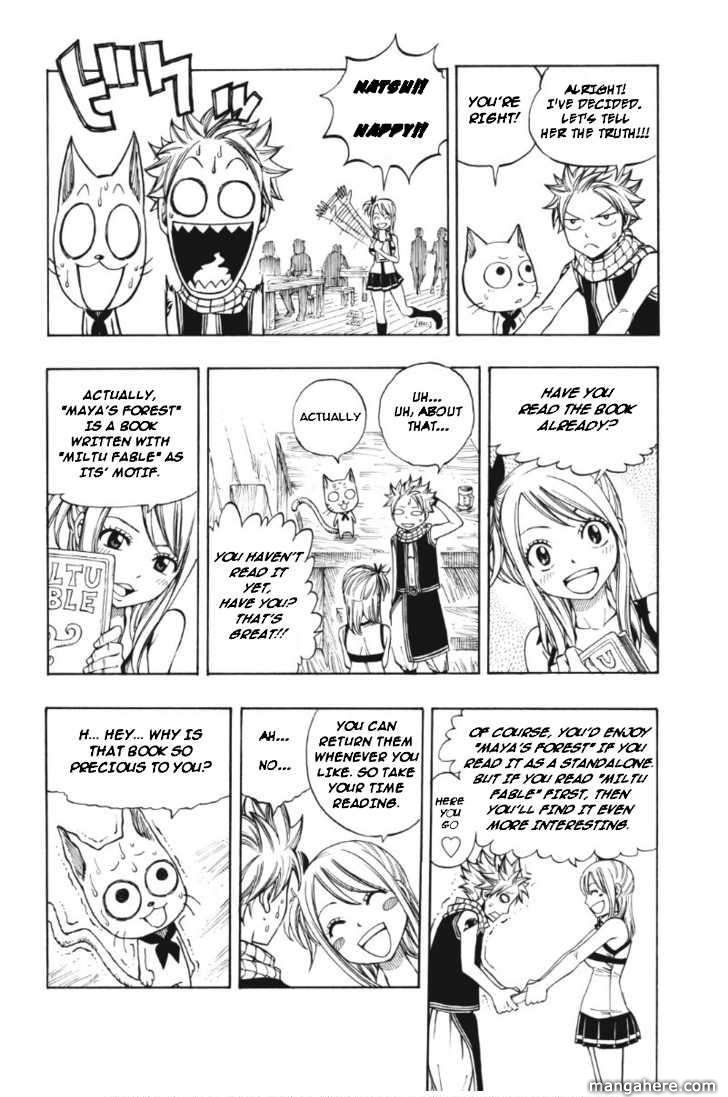 ALRIGHT!
I'VE DECIDED.
LET'S TELL
HER THE TRUTH!!!
YOU'RE
RIGHT!
NATSU!!
HAPPY!!
ビクッ
HAVE YOU
READ THE BOOK
ALREADY?
UH...
UH, ABOUT
THAT...
ACTUALLY
YOU HAVEN'T
READ IT
YET,
HAVE YOU?
THAT'S
GREAT!!
ACTUALLY,
"MAYA'S FOREST"
IS A BOOK
WRITTEN WITH
"MILTU FABLE" AS
ITS' MOTIF.
MILTU
FABLE
OF COURSE, YOU'D ENJOY
"MAYA'S FOREST" IF YOU
READ IT AS A STANDALONE.
BUT IF YOU READ "MILTU
FABLE" FIRST, THEN
YOU'LL FIND IT EVEN
MORE INTERESTING.
HERE
YOU
GO
♡
YOU CAN
RETURN THEM
WHENEVER YOU
LIKE. SO TAKE
YOUR TIME
READING.
AH...
NO...
H... HEY... WHY IS
THAT BOOK SO
PRECIOUS TO YOU?
mangahere.com